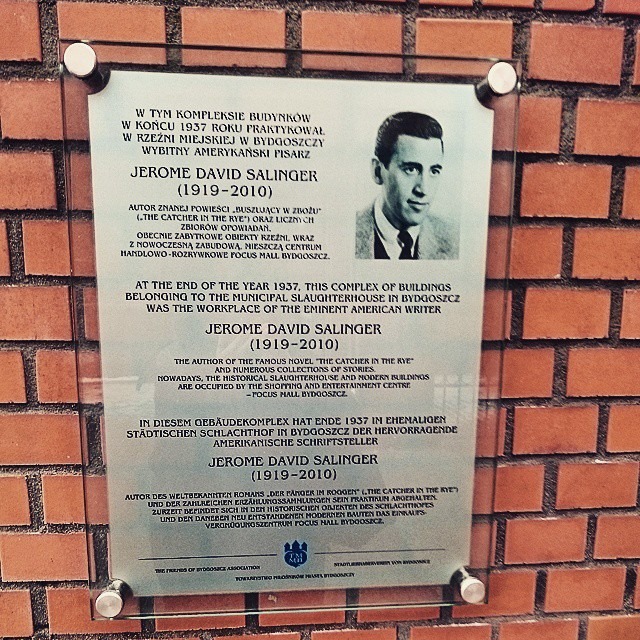 W TYM KOMPLEKSIE BUDYNKÓW
W KOŃCU 1937 ROKU PRAKTYKOWAŁ
W RZEŹNI MIEJSKIEJ W BYDGOSZCZY
WYBITNY AMERYKAŃSKI PISARZ
JEROME DAVID SALINGER
(1919-2010)
AUTOR ZNANEJ POWIEŚCI „BUSZUJĄCY W ZBOŻU"
("THE CATCHER IN THE RYE") ORAZ LICZNYCH
ZBIORÓW OPOWIADAŃ.
OBECNIE ZABYTKOWE OBIEKTY RZEŹNI, WRAZ
Z NOWOCZESNĄ ZABUDOWĄ, MIESZCZĄ CENTRUM
HANDLOWO-ROZRYWKOWE FOCUS MALL BYDGOSZCZ.
AT THE END OF THE YEAR 1937, THIS COMPLEX OF BUILDINGS
BELONGING TO THE MUNICIPAL SLAUGHTERHOUSE IN BYDGOSZCZ
WAS THE WORKPLACE OF THE EMINENT AMERICAN WRITER
JEROME DAVID SALINGER
(1919-2010)
THE AUTHOR OF THE FAMOUS NOVEL "THE CATCHER IN THE RYE"
AND NUMEROUS COLLECTIONS OF STORIES.
NOWADAYS, THE HISTORICAL SLAUGHTERHOUSE AND MODERN BUILDINGS
ARE OCCUPIED BY THE SHOPPING AND ENTERTAINMENT CENTRE
– FOCUS MALL BYDGOSZCZ.
IN DIESEM GEBÄUDEKOMPLEX HAT ENDE 1937 IN EHEMALIGEN
STÄDTISCHEN SCHLACHTHOF IN BYDGOSZCZ DER HERVORRAGENDE
AMERIKANISCHE SCHRIFTSTELLER
JEROME DAVID SALINGER
(1919-2010)
AUTOR DES WELTBEKANNTEN ROMANS „DER FÄNGER IM ROGGEN" ("THE CATCHER IN THE RYE")
UND DER ZAHLREICHEN ERZÄHLUNGSSAMMLUNGEN SEIN PRAKTIKUM ABGEHALTEN.
ZURZEIT BEFINDET SICH IN DEN HISTORISCHEN OBJEKTEN DES SCHLACHTHOFES
UND DEN DANEBEN NEU ENTSTANDENEN MODERNEN BAUTEN DAS EINKAUFS-
VERGNÜGUNGSZENTRUM FOCUS MALL BYDGOSZCZ.
TMMB
THE FRIENDS OF BYDGOSZCZ ASSOCIATION
STADTLIEBHABERVEREIN VON BYDGOSZCZ
TOWARZYSTWO MIŁOŚNIKÓW MIASTA BYDGOSZCZY